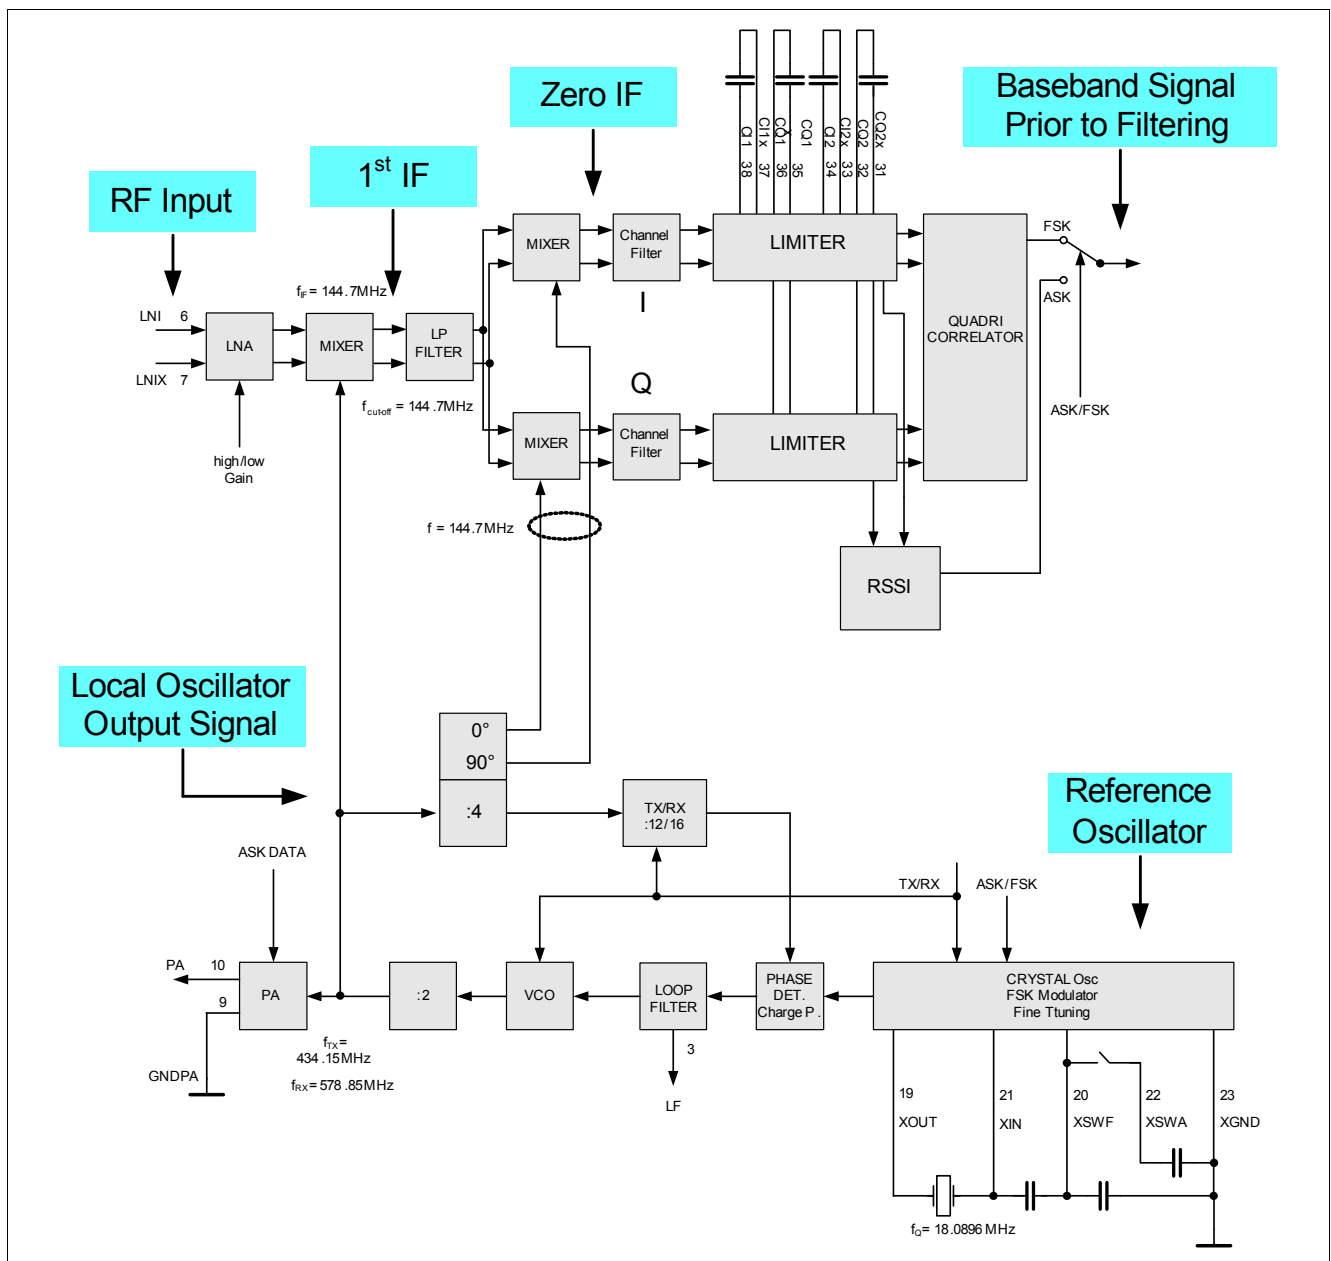 Zero IF
Baseband Signal
Prior to Filtering
1st IF
RF Input
CI1 38
CI1x 37
CQ1 36
CQ1 35
x
CI2 34
CI2x 33
CQ2 32
CQ2x 31
MIXER
Channel
Filter
LIMITER
FSK
ASK
QUADRI
CORRELATOR
ASK/FSK
I
Q
fIF= 144.7MHz
LNI 6
LNIX 7
LNA
MIXER
LP
FILTER
fcut-off = 144.7MHz
high/low
Gain
MIXER
Channel
Filter
LIMITER
f = 144.7MHz
RSSI
Local Oscillator
Output Signal
0°
90°
:4
TX/RX
:12/16
Reference
Oscillator
ASK DATA
TX/RX
ASK/FSK
PA 10
9
PA
:2
VCO
LOOP
FILTER
PHASE
DET.
Charge P.
CRYSTAL Osc
FSK Modulator
Fine Ttuning
fTX=
434.15MHz
fRX= 578.85MHz
GNDPA
3
LF
19
XOUT
21
XIN
20
XSWF
22
XSWA
23
XGND
fQ= 18.0896 MHz